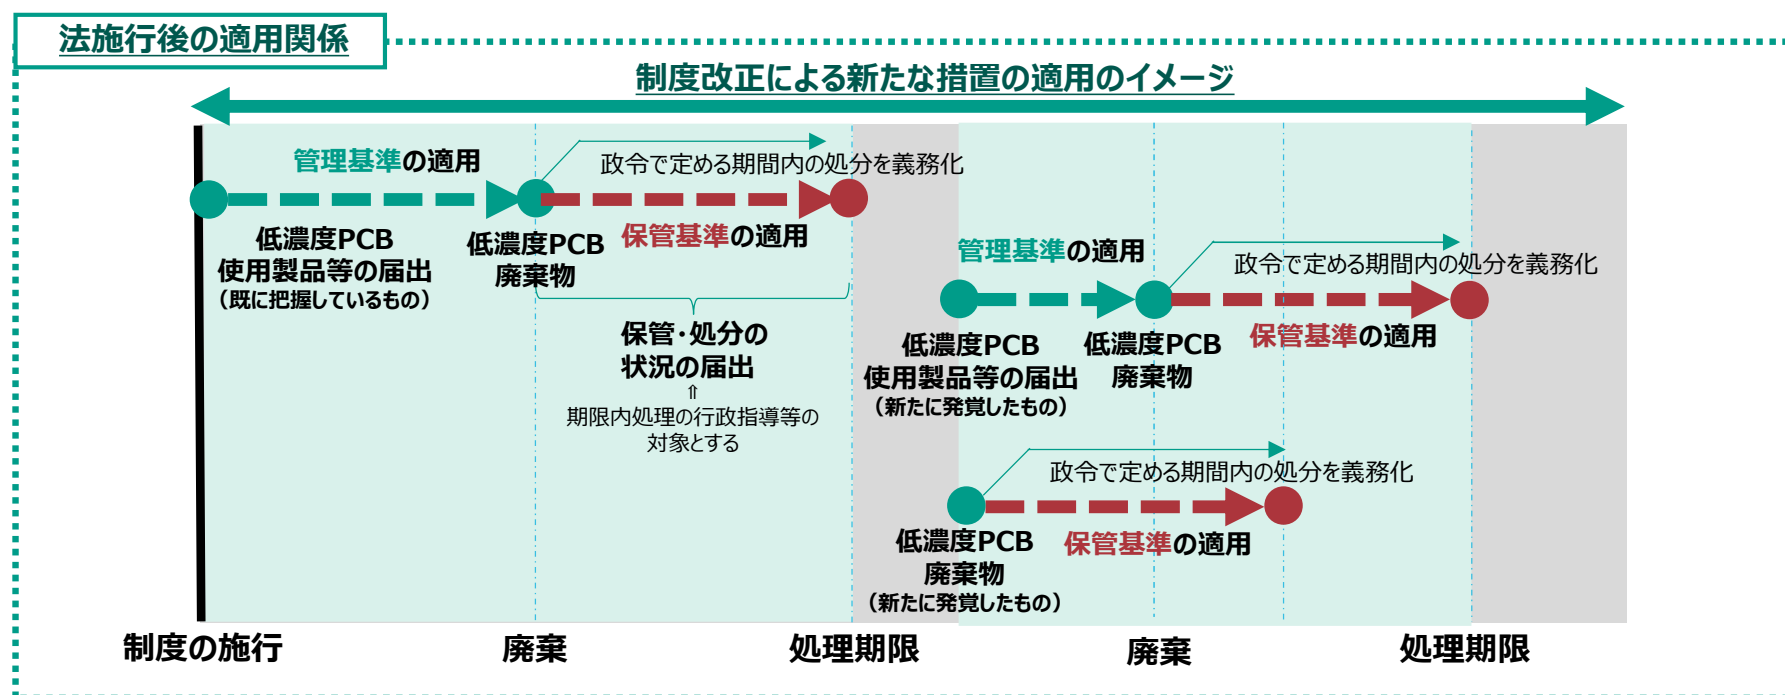 法施行後の適用関係
制度改正による新たな措置の適用のイメージ
管理基準の適用
政令で定める期間内の処分を義務化
低濃度PCB
使用製品等の届出
（既に把握しているもの）
低濃度PCB
廃棄物
保管基準の適用
保管・処分の
状況の届出
⇑
期限内処理の行政指導等の
対象とする
管理基準の適用
政令で定める期間内の処分を義務化
低濃度PCB
使用製品等の届出
（新たに発覚したもの）
低濃度PCB
廃棄物
保管基準の適用
政令で定める期間内の処分を義務化
低濃度PCB
廃棄物
（新たに発覚したもの）
保管基準の適用
制度の施行
廃棄
処理期限
廃棄
処理期限